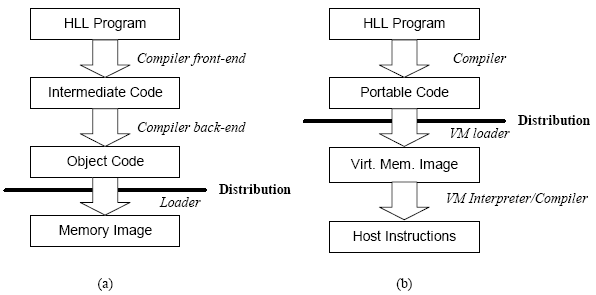 HLL Program
Compiler front-end
Intermediate Code
Compiler back-end
Object Code
Distribution
Loader
Memory Image
(a)
HLL Program
Compiler
Portable Code
Distribution
VM loader
Virt. Mem. Image
VM Interpreter/Compiler
Host Instructions
(b)